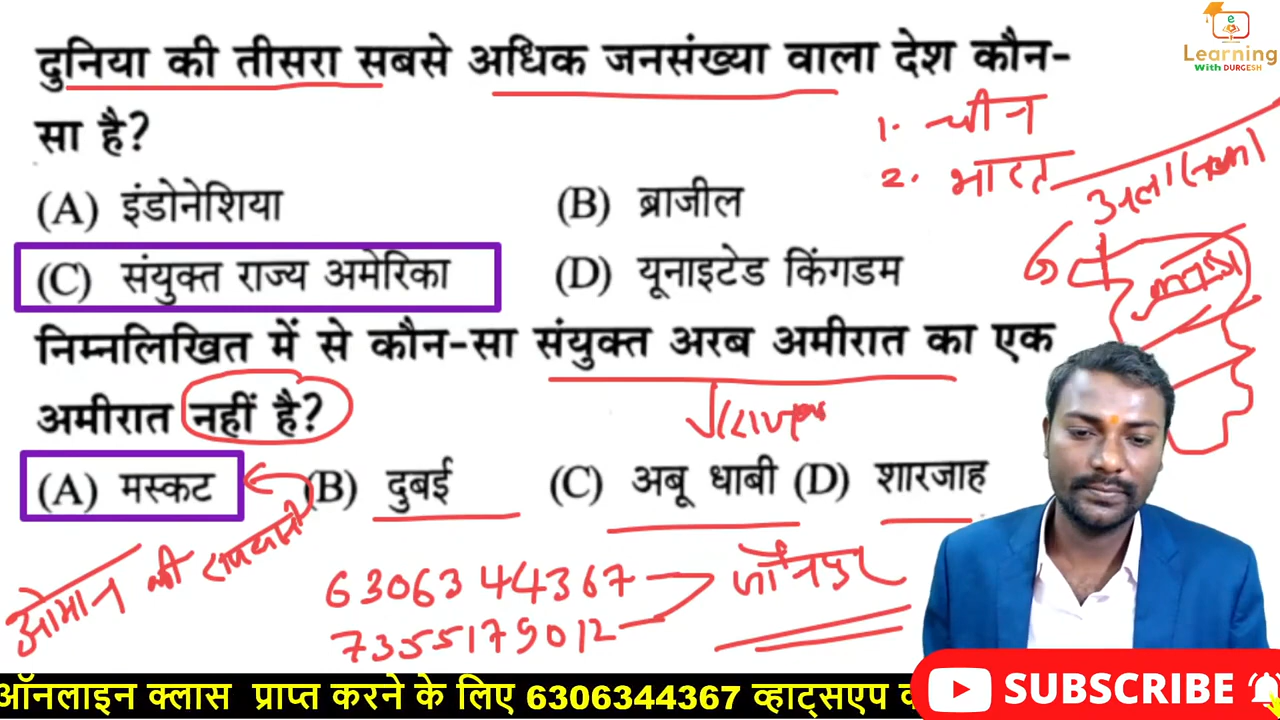 e
Learning
With DURGESH
दुनिया की तीसरा सबसे अधिक जनसंख्या वाला देश कौन-
सा है?
1. चीन
2. भारत
(A) इंडोनेशिया (B) ब्राजील
(C) संयुक्त राज्य अमेरिका (D) यूनाइटेड किंगडम
निम्नलिखित में से कौन-सा संयुक्त अरब अमीरात का एक
अमीरात नहीं है?
(A) मस्कट (B) दुबई (C) अबू धाबी (D) शारजाह
ओमान की राजधानी
6306344367
7355179012
जौनपुर
ऑनलाइन क्लास प्राप्त करने के लिए 6306344367 व्हाट्सएप
SUBSCRIBE